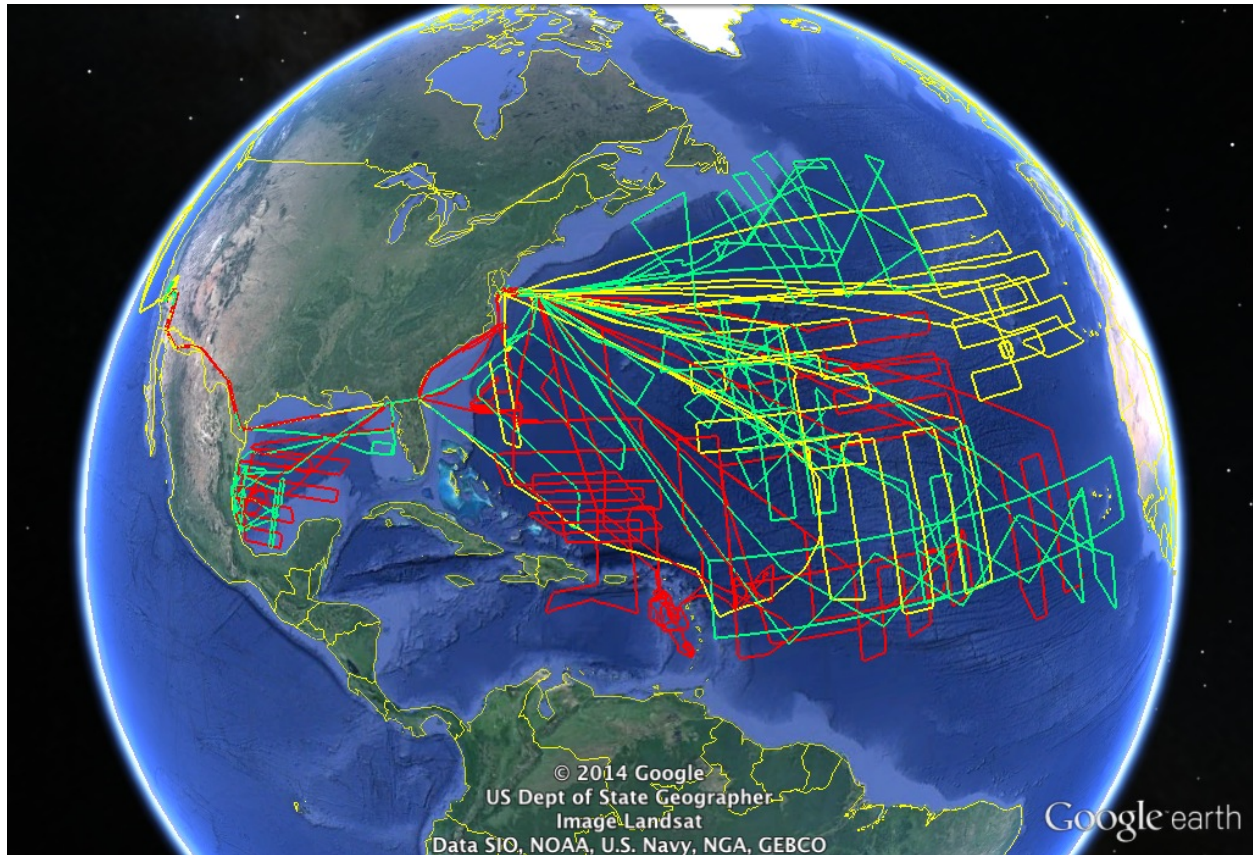 © 2014 Google
US Dept of State Geographer
Image Landsat
Data SIO, NOAA, U.S. Navy, NGA, GEBCO
Google earth